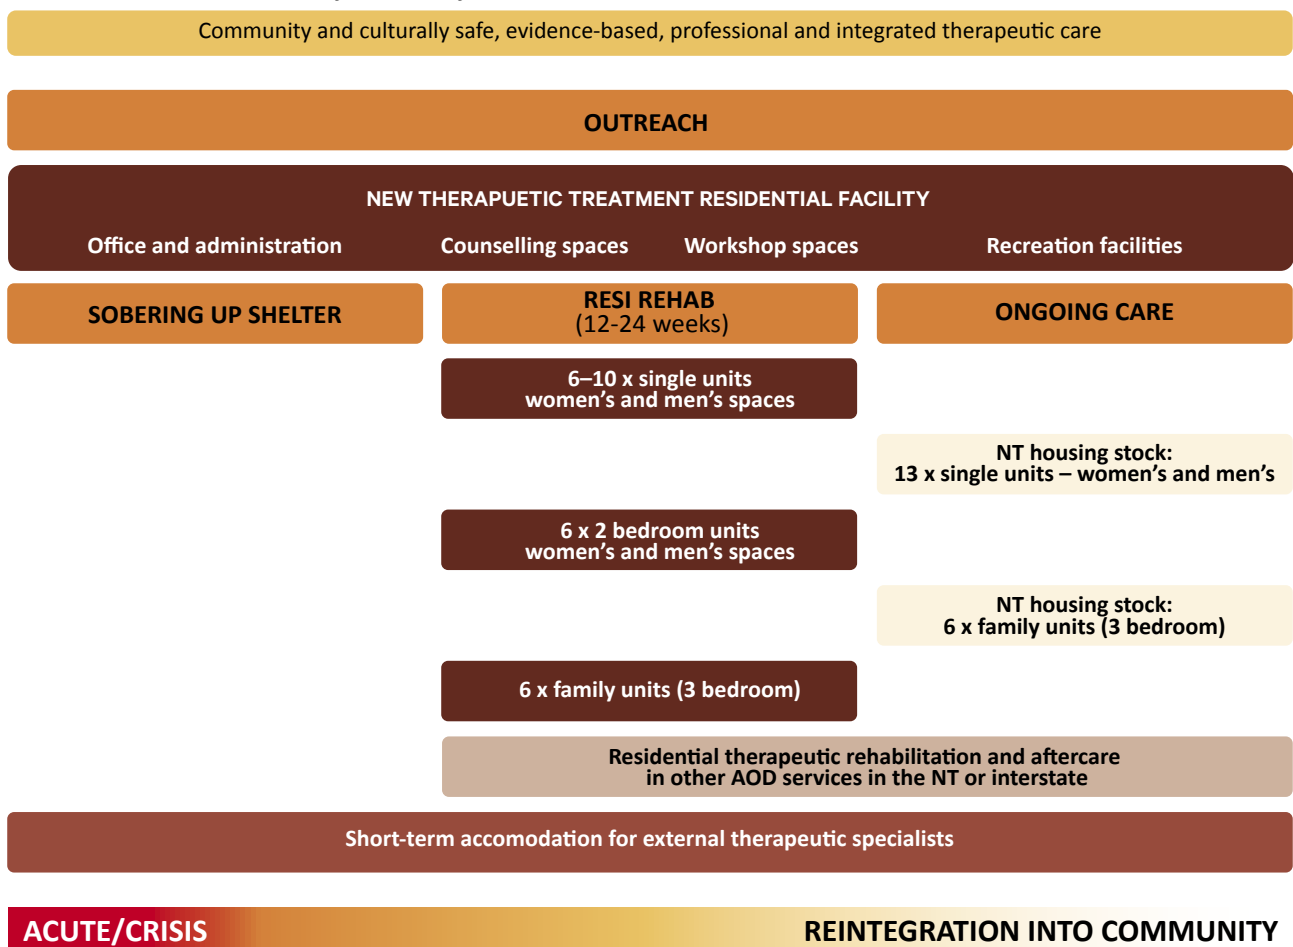 Community and culturally safe, evidence-based, professional and integrated therapeutic care
OUTREACH
NEW THERAPUETIC TREATMENT RESIDENTIAL FACILITY
Office and administration
Counselling spaces
Workshop spaces
Recreation facilities
SOBERING UP SHELTER
RESI REHAB
(12-24 weeks)
ONGOING CARE
6–10 x single units
women’s and men’s spaces
NT housing stock:
13 x single units – women’s and men’s
6 x 2 bedroom units
women’s and men’s spaces
NT housing stock:
6 x family units (3 bedroom)
6 x family units (3 bedroom)
Residential therapeutic rehabilitation and aftercare
in other AOD services in the NT or interstate
Short-term accomodation for external therapeutic specialists
ACUTE/CRISIS
REINTEGRATION INTO COMMUNITY